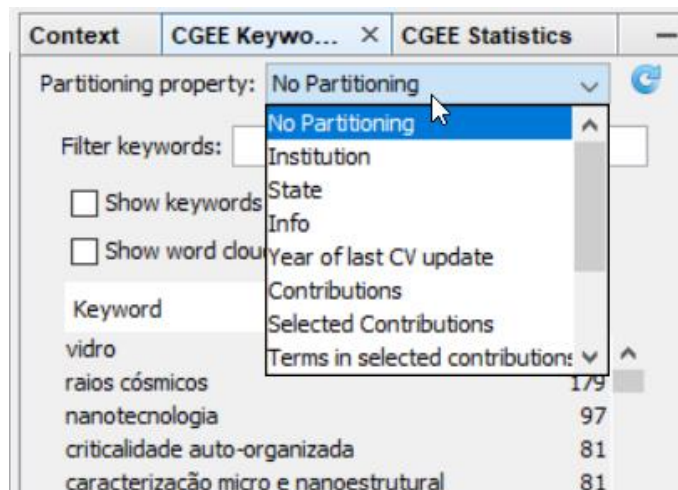 Context CGEE Keywo... × CGEE Statistics
Partitioning property: No Partitioning
No Partitioning
Filter keywords:
Institution
State
Show keywords
Info
Show word clou
Year of last CV update
Contributions
Keyword
Selected Contributions
vidro
Terms in selected contributions
raios cósmicos 179
nanotecnologia 97
criticalidade auto-organizada 81
caracterização micro e nanoestrutural 81